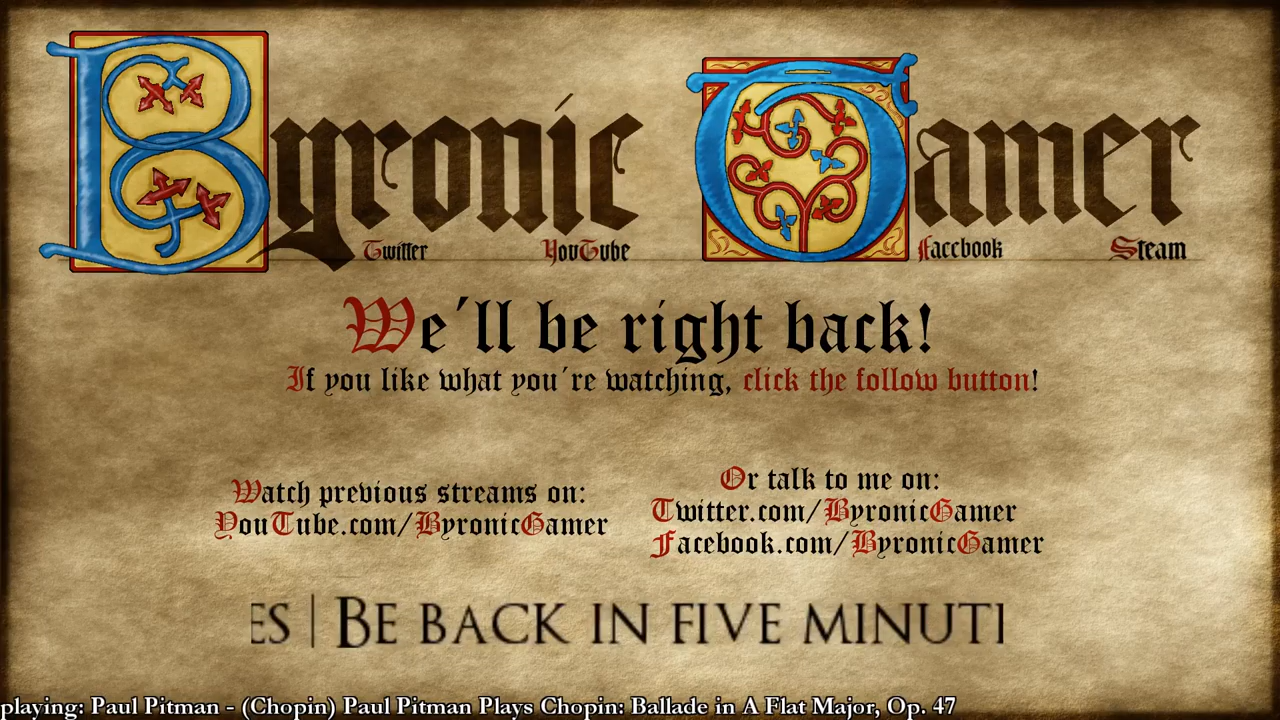 Byronic Gamer
Twitter YouTube Facebook Steam
We´ll be right back!
If you like what you´re watching, click the follow button!
Watch previous streams on:
YouTube.com/ByronicGamer
Or talk to me on:
Twitter.com/ByronicGamer
Facebook.com/ByronicGamer
ES | BE BACK IN FIVE MINUT
playing: Paul Pitman - (Chopin) Paul Pitman Plays Chopin: Ballade in A Flat Major, Op. 47